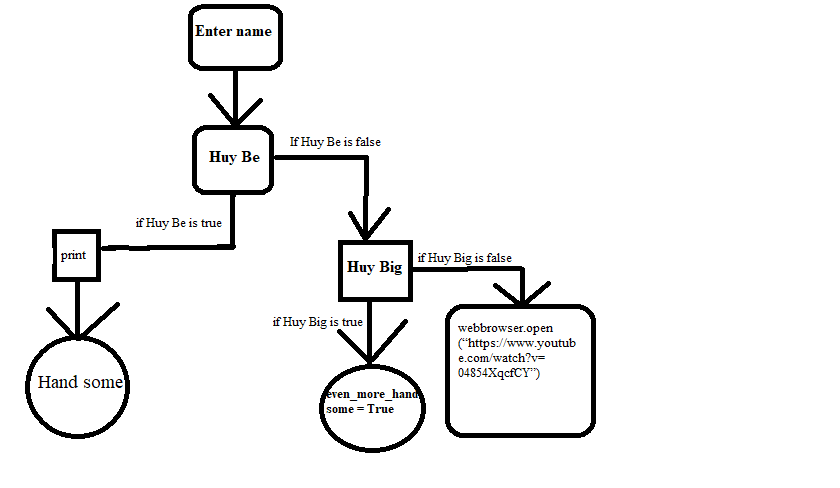 Enter name
If Huy Be is false
Huy Be
if Huy Be is true
print
if Huy Big is false
Huy Big
if Huy Big is true
webbrowser.open
(“https://www.youtub
e.com/watch?v=
04854XqcfCY”)
Hand some
even_more_hand
some = True